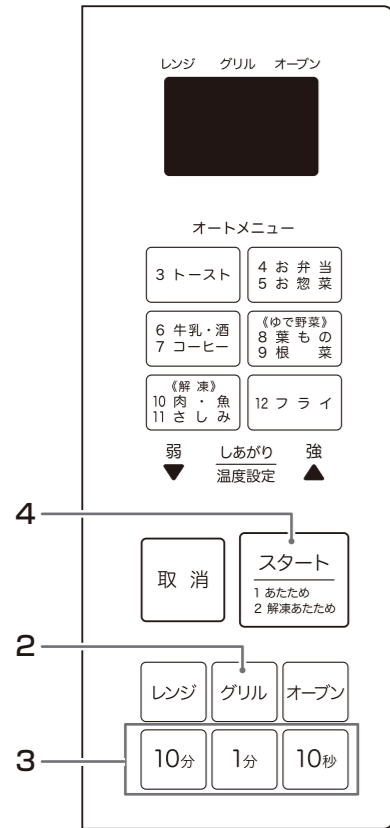 レンジ グリル オーブン
オートメニュー
3 トースト
4 お弁当
5 お惣菜
6 牛乳・酒
7 コーヒー
《ゆで野菜》
8 葉もの
9 根菜
《解凍》
10 肉・魚
11 さしみ
12 フライ
弱 しあがり 強
▼ 温度設定 ▲
4
取消
スタート
1 あたため
2 解凍あたため
2
レンジ グリル オーブン
3
10分 1分 10秒